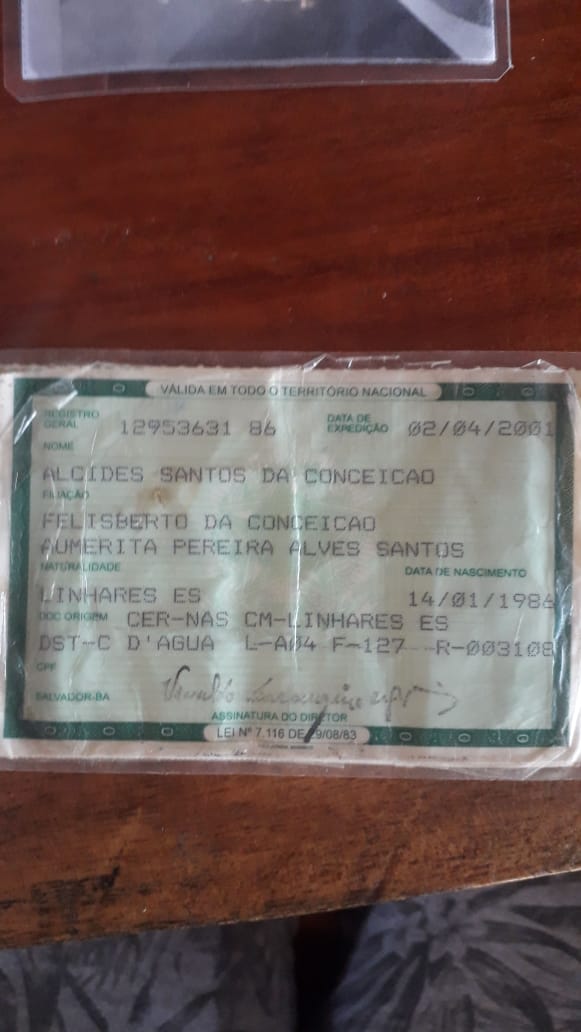 VÁLIDA EM TODO O TERRITÓRIO NACIONAL
REGISTRO GERAL 12953631 86 DATA DE EXPEDIÇÃO 02/04/2001
NOME
ALCIDES SANTOS DA CONCEICAO
FILIAÇÃO
FELISBERTO DA CONCEICAO
AUMERITA PEREIRA ALVES SANTOS
NATURALIDADE DATA DE NASCIMENTO
LINHARES ES 14/01/1986
DOC ORIGEM CER-NAS CM-LINHARES ES
DST-C D'AGUA L-A04 F-127 R-003108
CPF
SALVADOR-BA
ASSINATURA DO DIRETOR
LEI Nº 7.116 DE 29/08/83